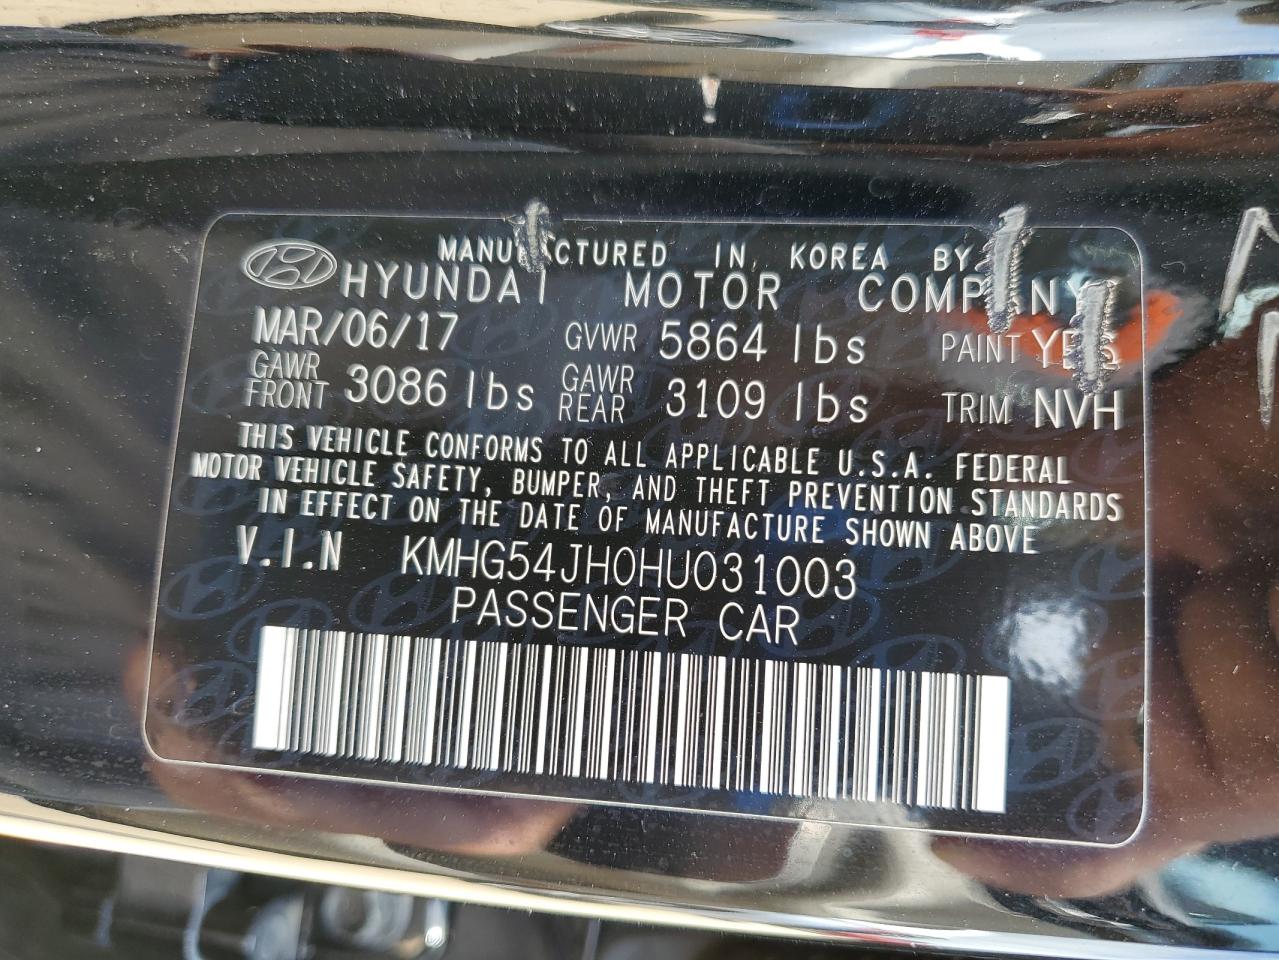 MANUFACTURED IN KOREA BY
HYUNDAI MOTOR COMPANY
MAR/06/17 GVWR 5864 lbs PAINT
GAWR FRONT 3086 lbs GAWR REAR 3109 lbs TRIM NVH
THIS VEHICLE CONFORMS TO ALL APPLICABLE U.S.A. FEDERAL
MOTOR VEHICLE SAFETY, BUMPER, AND THEFT PREVENTION STANDARDS
IN EFFECT ON THE DATE OF MANUFACTURE SHOWN ABOVE
V.I.N KMHG54JH0HU031003
PASSENGER CAR